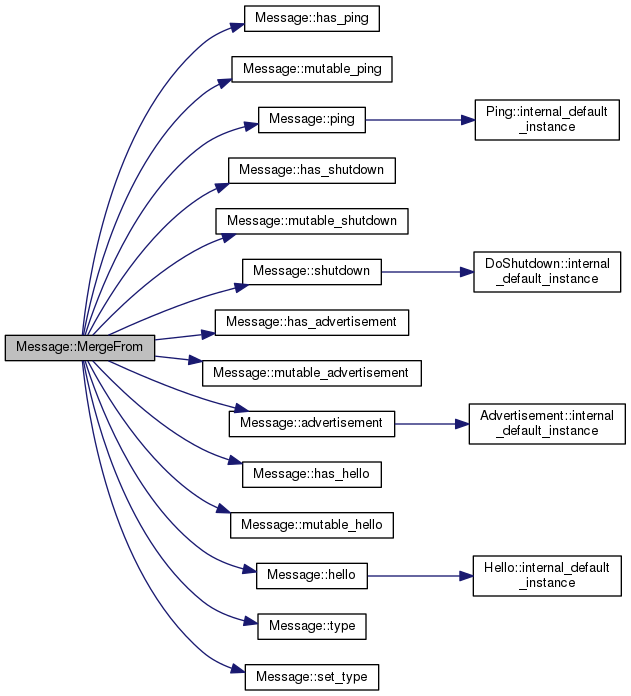 Message::has_ping
Message::mutable_ping
Message::ping
Ping::internal_default
_instance
Message::has_shutdown
Message::mutable_shutdown
Message::shutdown
DoShutdown::internal
_default_instance
Message::has_advertisement
Message::MergeFrom
Message::mutable_advertisement
Message::advertisement
Advertisement::internal
_default_instance
Message::has_hello
Message::mutable_hello
Message::hello
Hello::internal_default
_instance
Message::type
Message::set_type